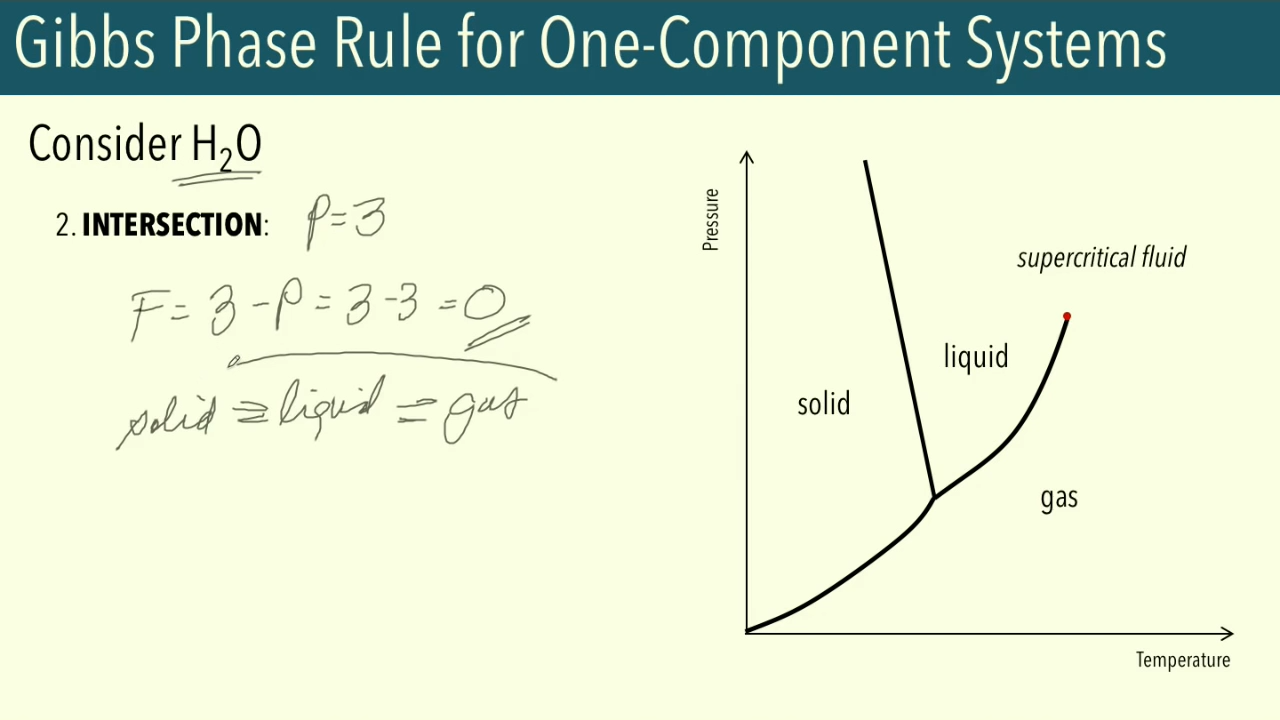 Gibbs Phase Rule for One-Component Systems
Consider H₂O
2. INTERSECTION: P=3
F = 3 - P = 3 - 3 = 0
solid = liquid = gas
Pressure
supercritical fluid
liquid
solid
gas
Temperature